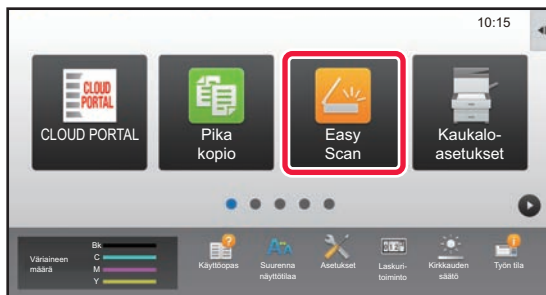 10:15
CLOUD
PORTAL
CLOUD PORTAL
Pika
kopio
Easy
Scan
Kaukalo-
asetukset
Väriaineen
määrä
Bk
C
M
Y
Käyttöopas
Suurenna
näyttötilaa
Asetukset
Laskuri-
toiminto
Kirkkauden
säätö
Työn tila